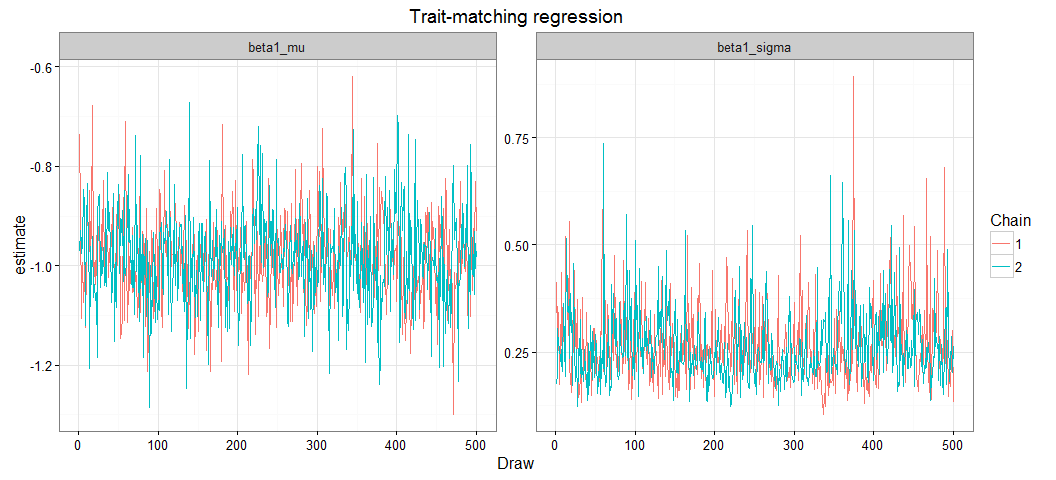 Trait-matching regression
beta1_mu
beta1_sigma
estimate
-0.6
-0.8
-1.0
-1.2
0.75
0.50
0.25
0 100 200 300 400 500
0 100 200 300 400 500
Draw
Chain
1
2